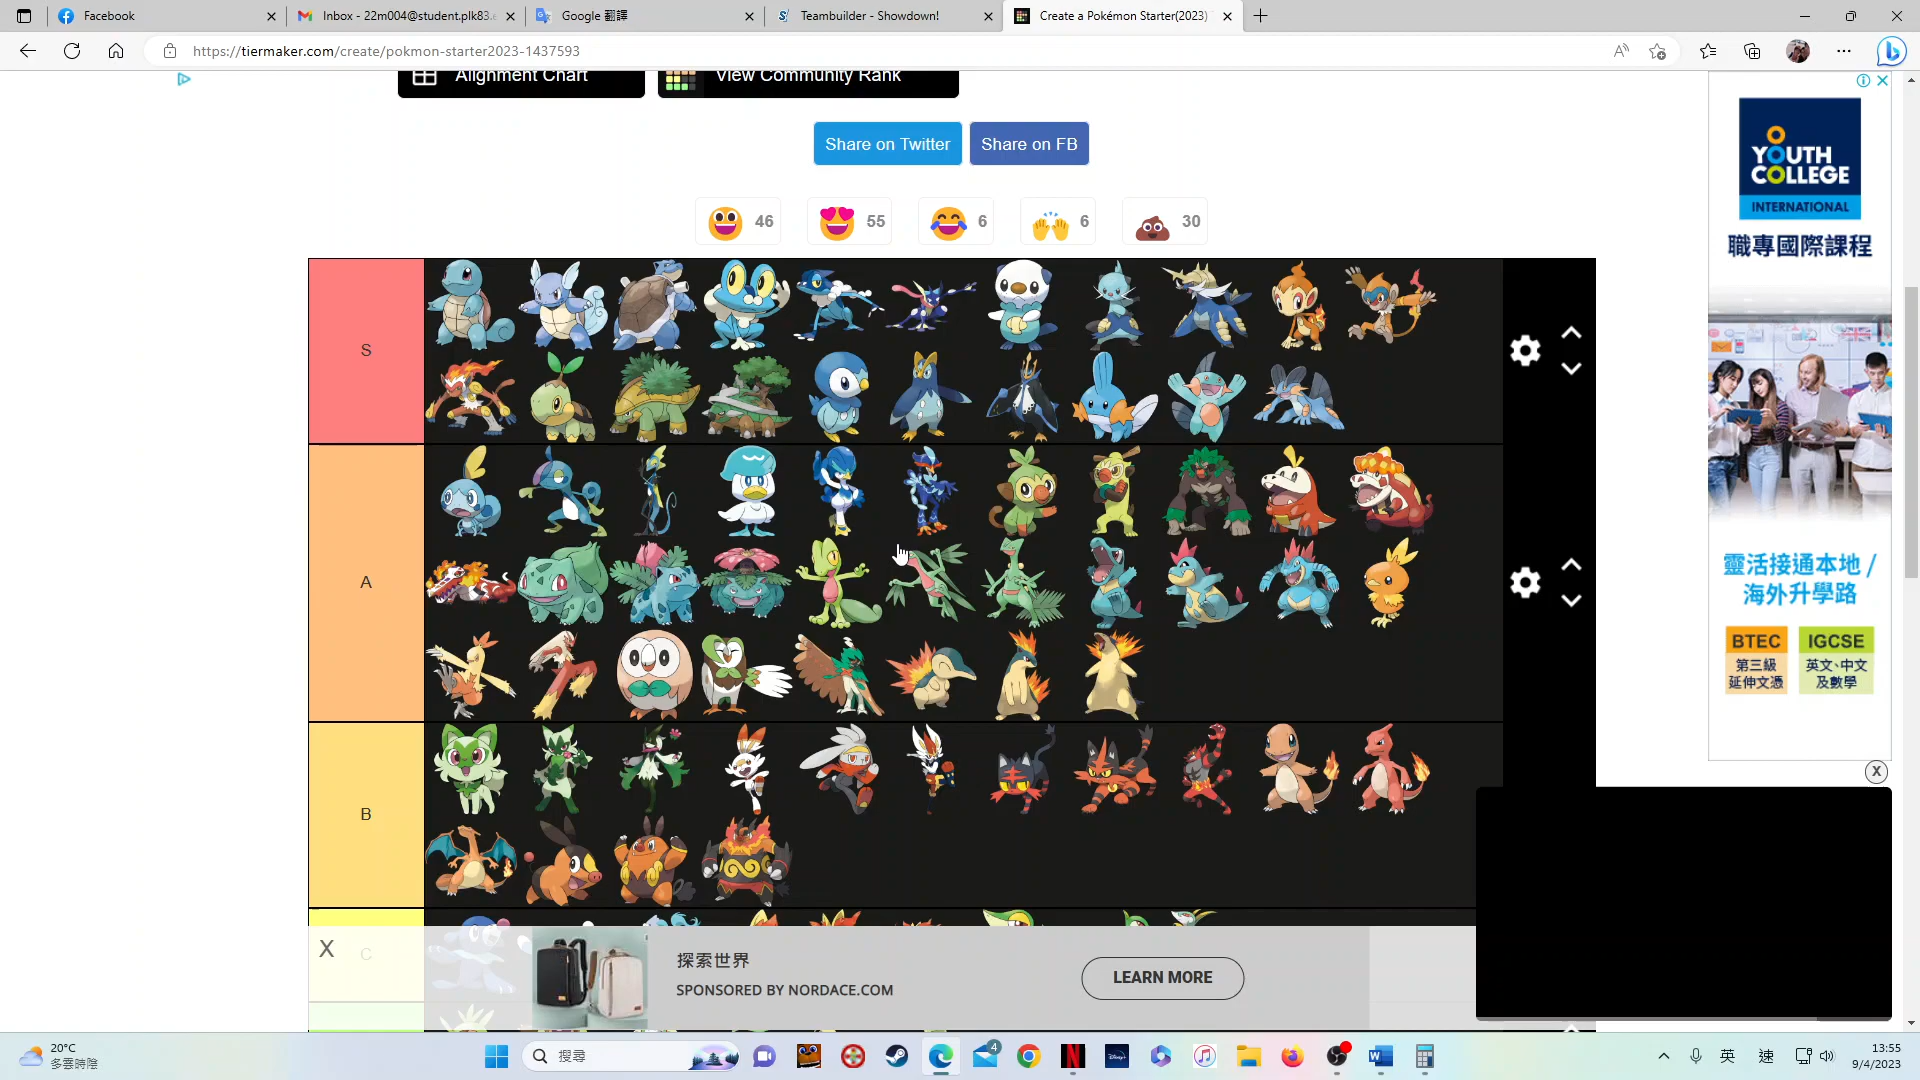 Facebook
Inbox - 22m004@student.plk83.e
Google 翻譯
Teambuilder - Showdown!
Create a Pokémon Starter(2023)
https://tiermaker.com/create/pokmon-starter2023-1437593
Alignment Chart
View Community Rank
Share on Twitter
Share on FB
46
55
6
6
30
S
A
B
C
YOUTH
COLLEGE
INTERNATIONAL
職專國際課程
靈活接通本地 /
海外升學路
BTEC
第三級
延伸文憑
IGCSE
英文、中文
及數學
X
X
探索世界
SPONSORED BY NORDACE.COM
LEARN MORE
20°C
多雲時陰
搜尋
4
英
速
13:55
9/4/2023